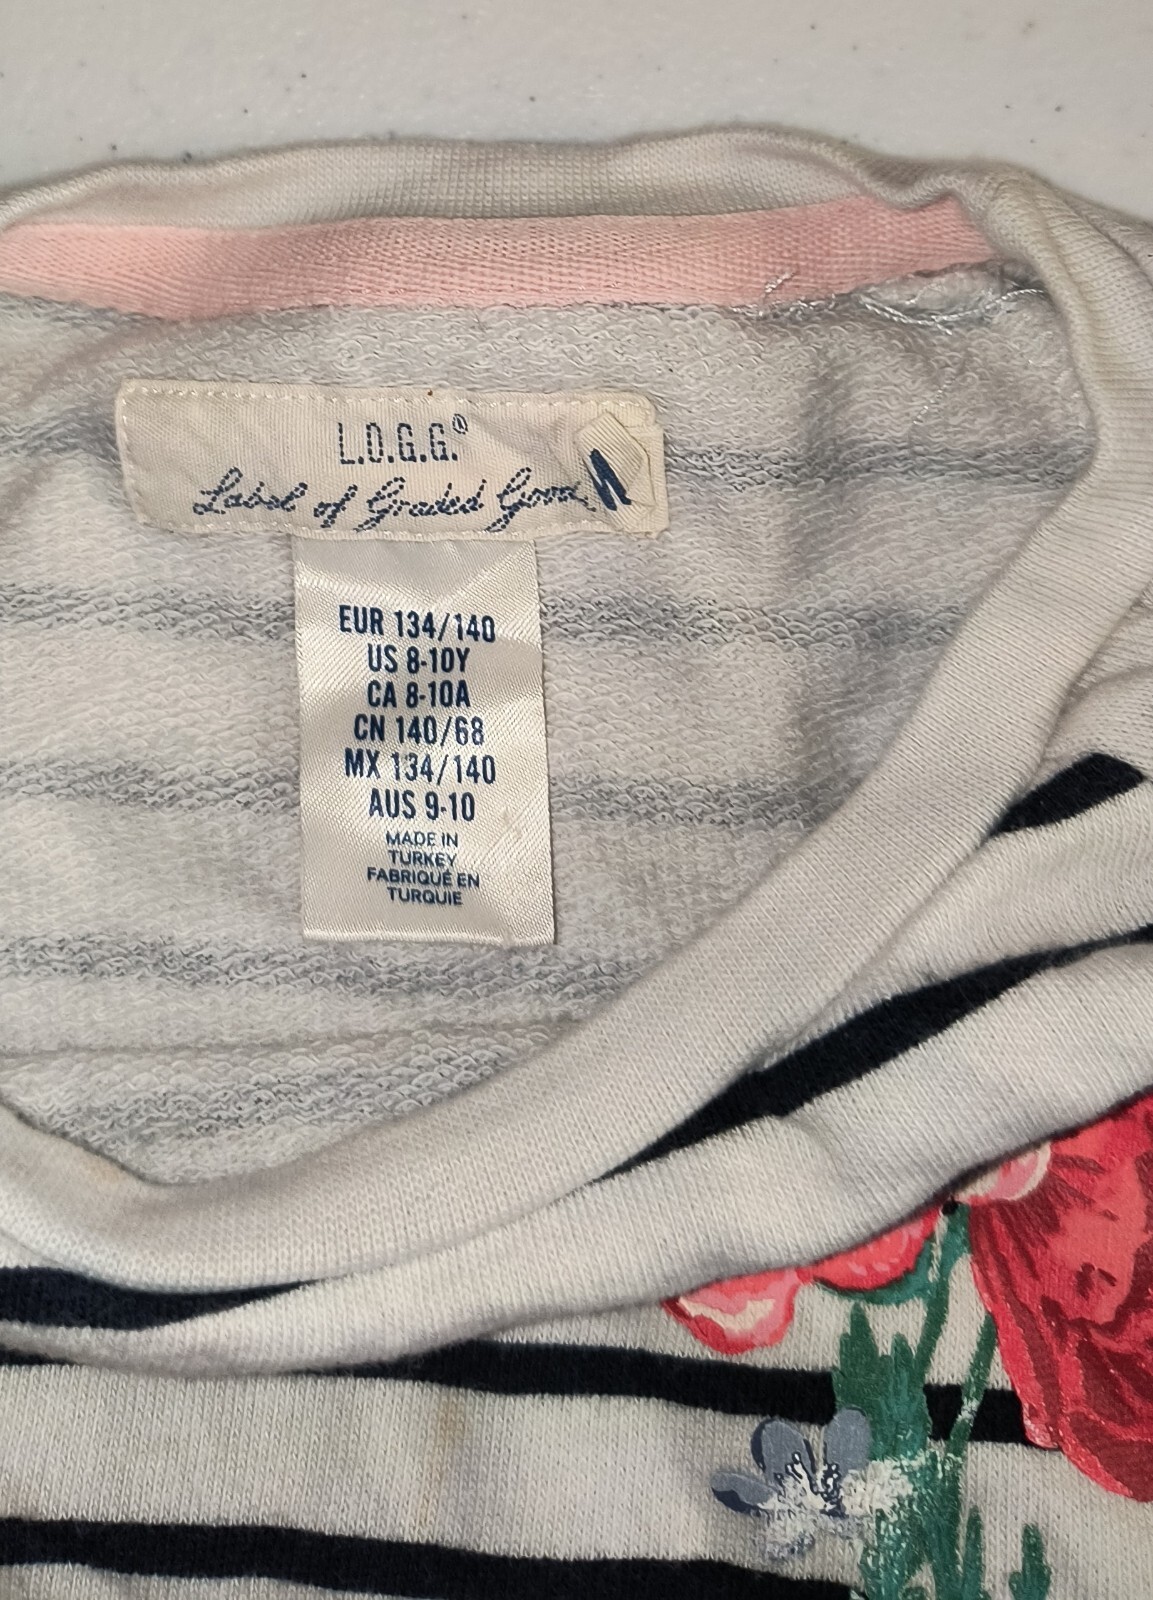 L.O.G.G.®
Label of Graded
EUR 134/140
US 8-10Y
CA 8-10A
CN 140/68
MX 134/140
AUS 9-10
MADE IN
TURKEY
FABRIQUÉ EN
TURQUIE